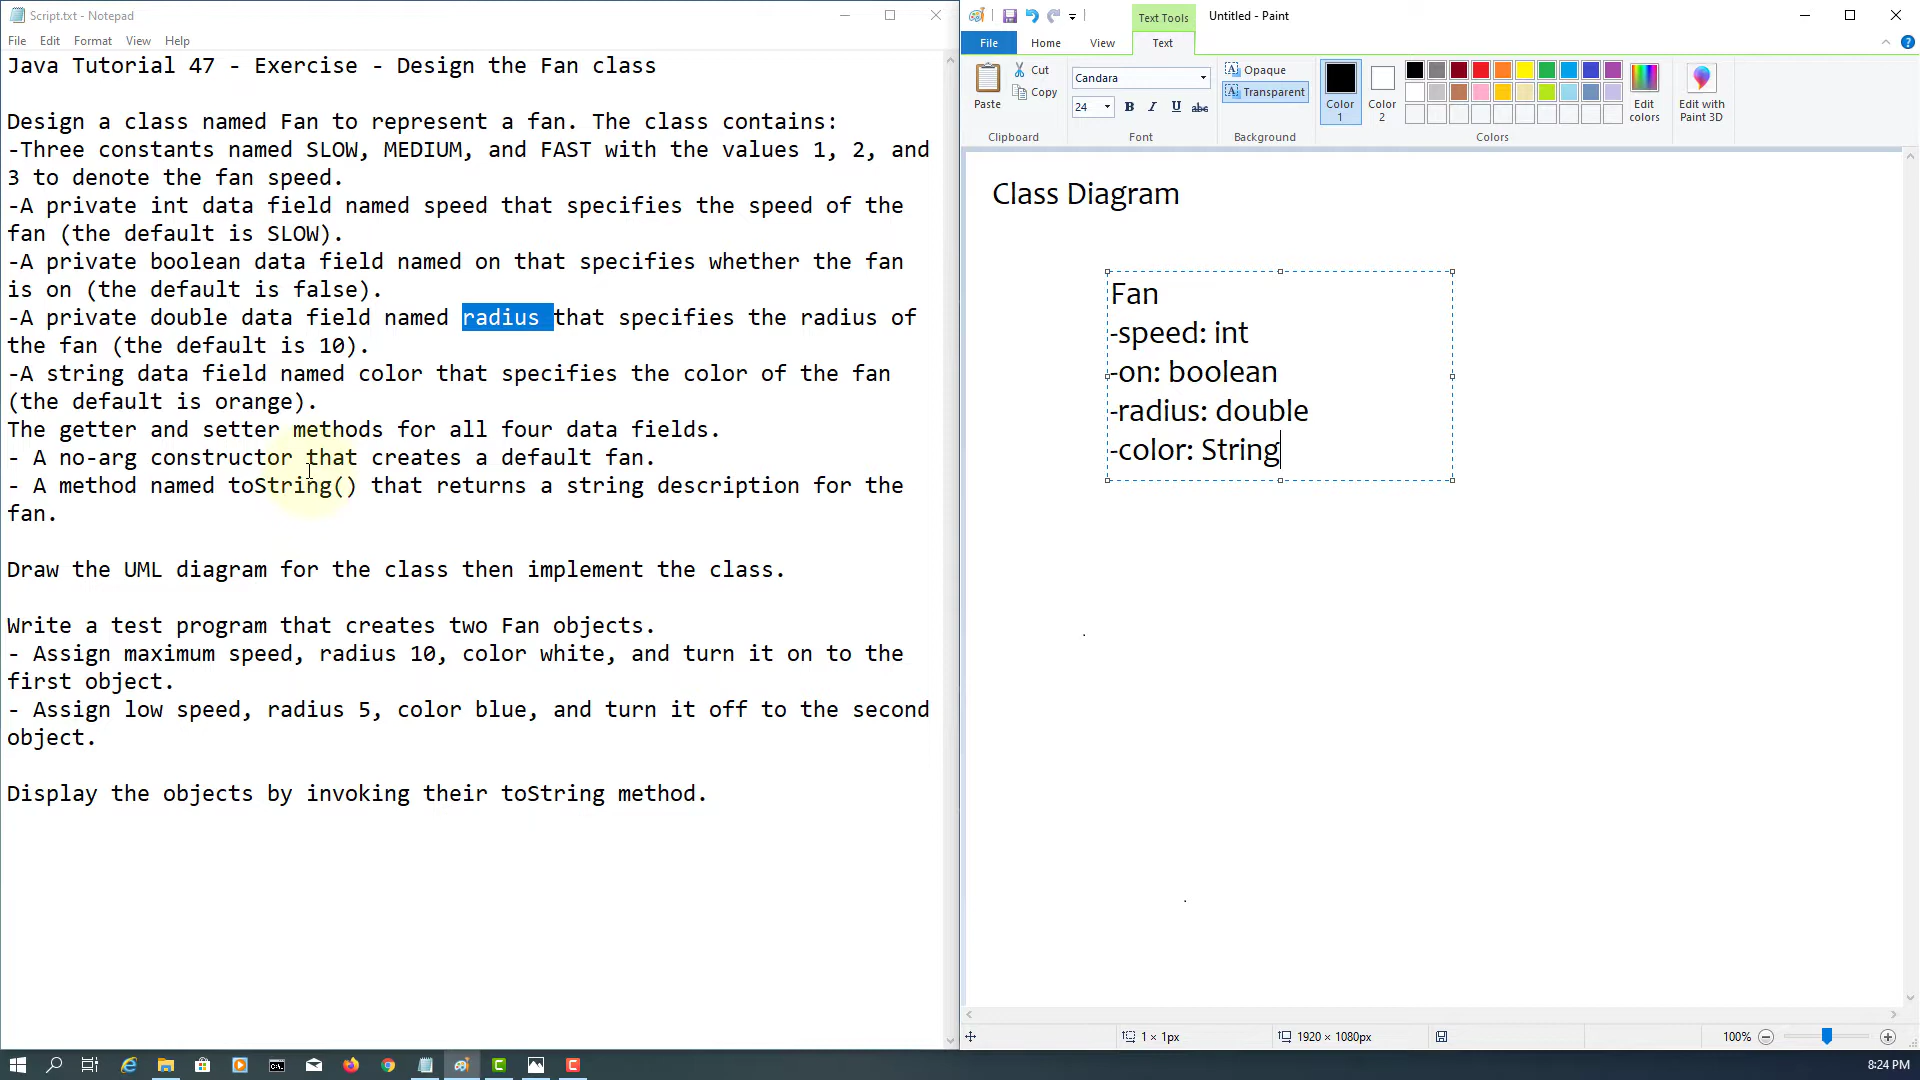 Script.txt - Notepad
File Edit Format View Help
Java Tutorial 47 - Exercise - Design the Fan class
Design a class named Fan to represent a fan. The class contains:
-Three constants named SLOW, MEDIUM, and FAST with the values 1, 2, and
3 to denote the fan speed.
-A private int data field named speed that specifies the speed of the
fan (the default is SLOW).
-A private boolean data field named on that specifies whether the fan
is on (the default is false).
-A private double data field named radius that specifies the radius of
the fan (the default is 10).
-A string data field named color that specifies the color of the fan
(the default is orange).
The getter and setter methods for all four data fields.
- A no-arg constructor that creates a default fan.
- A method named toString() that returns a string description for the
fan.
Draw the UML diagram for the class then implement the class.
Write a test program that creates two Fan objects.
- Assign maximum speed, radius 10, color white, and turn it on to the
first object.
- Assign low speed, radius 5, color blue, and turn it off to the second
object.
Display the objects by invoking their toString method.
Text Tools
Untitled - Paint
File Home View Text
Paste
Cut
Copy
Clipboard
Candara
24 B I U abc
Font
Opaque
Transparent
Background
Color 1
Color 2
Edit colors
Colors
Edit with Paint 3D
Class Diagram
Fan
-speed: int
-on: boolean
-radius: double
-color: String
1 × 1px
1920 × 1080px
100%
8:24 PM